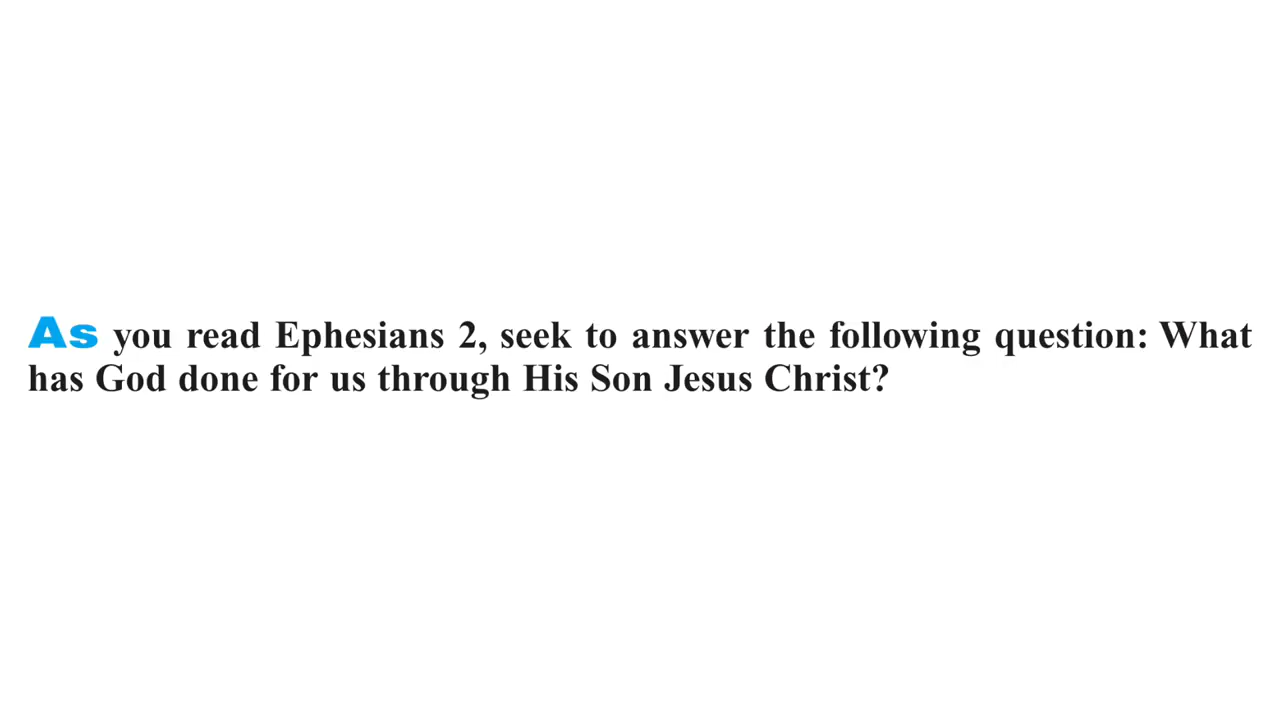 As you read Ephesians 2, seek to answer the following question: What
has God done for us through His Son Jesus Christ?